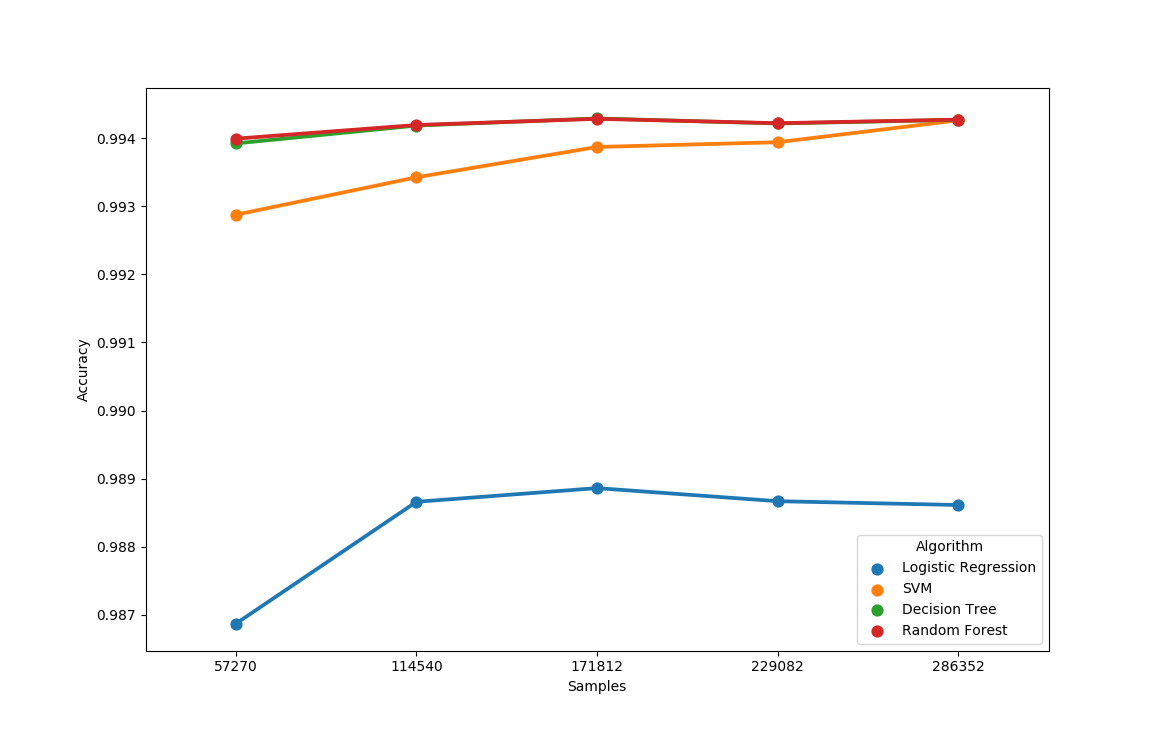 0.994
0.993
0.992
0.991
0.990
0.989
0.988
0.987
Accuracy
57270 114540 171812 229082 286352
Samples
Algorithm
Logistic Regression
SVM
Decision Tree
Random Forest